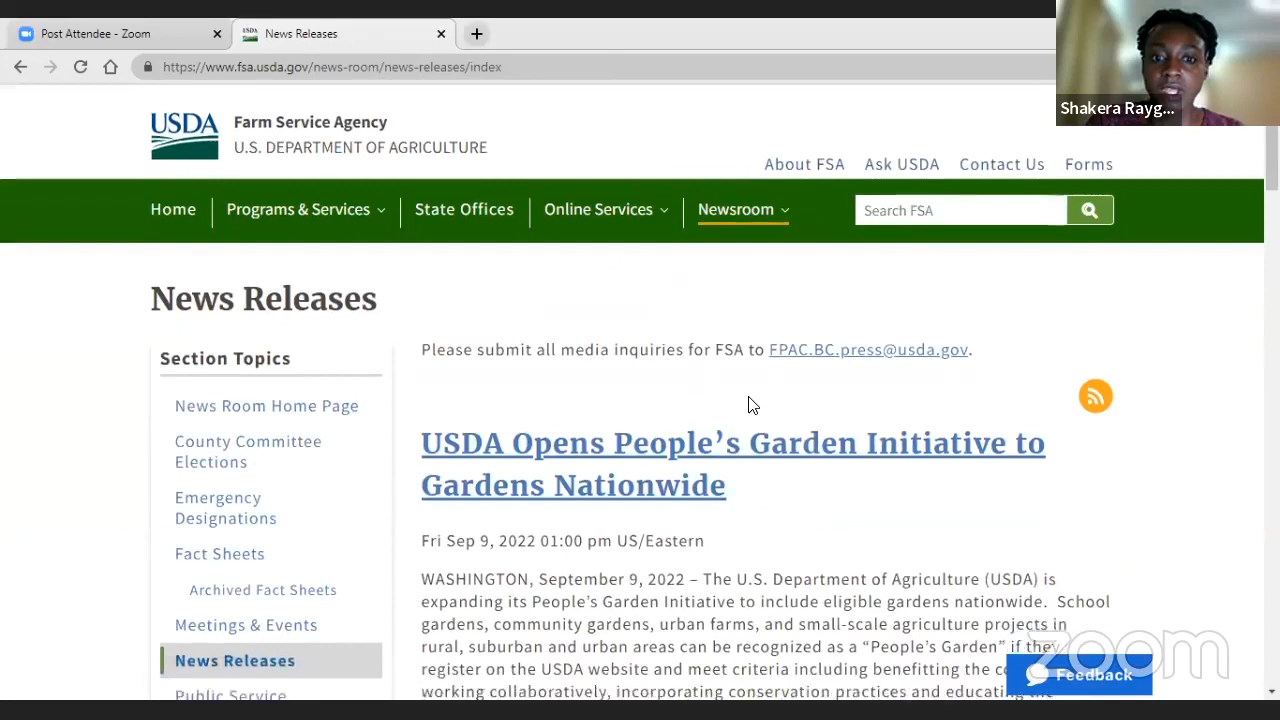 Post Attendee - Zoom
News Releases
https://www.fsa.usda.gov/news-room/news-releases/index
Shakera Rayg...
USDA
Farm Service Agency
U.S. DEPARTMENT OF AGRICULTURE
About FSA Ask USDA Contact Us Forms
Home Programs & Services State Offices Online Services Newsroom Search FSA
News Releases
Section Topics
News Room Home Page
County Committee
Elections
Emergency
Designations
Fact Sheets
Archived Fact Sheets
Meetings & Events
News Releases
Public Service
Please submit all media inquiries for FSA to FPAC.BC.press@usda.gov.
USDA Opens People’s Garden Initiative to
Gardens Nationwide
Fri Sep 9, 2022 01:00 pm US/Eastern
WASHINGTON, September 9, 2022 – The U.S. Department of Agriculture (USDA) is
expanding its People’s Garden Initiative to include eligible gardens nationwide. School
gardens, community gardens, urban farms, and small-scale agriculture projects in
rural, suburban and urban areas can be recognized as a “People’s Garden” if they
register on the USDA website and meet criteria including benefitting the
working collaboratively, incorporating conservation practices and educating the
zoom
Feedback